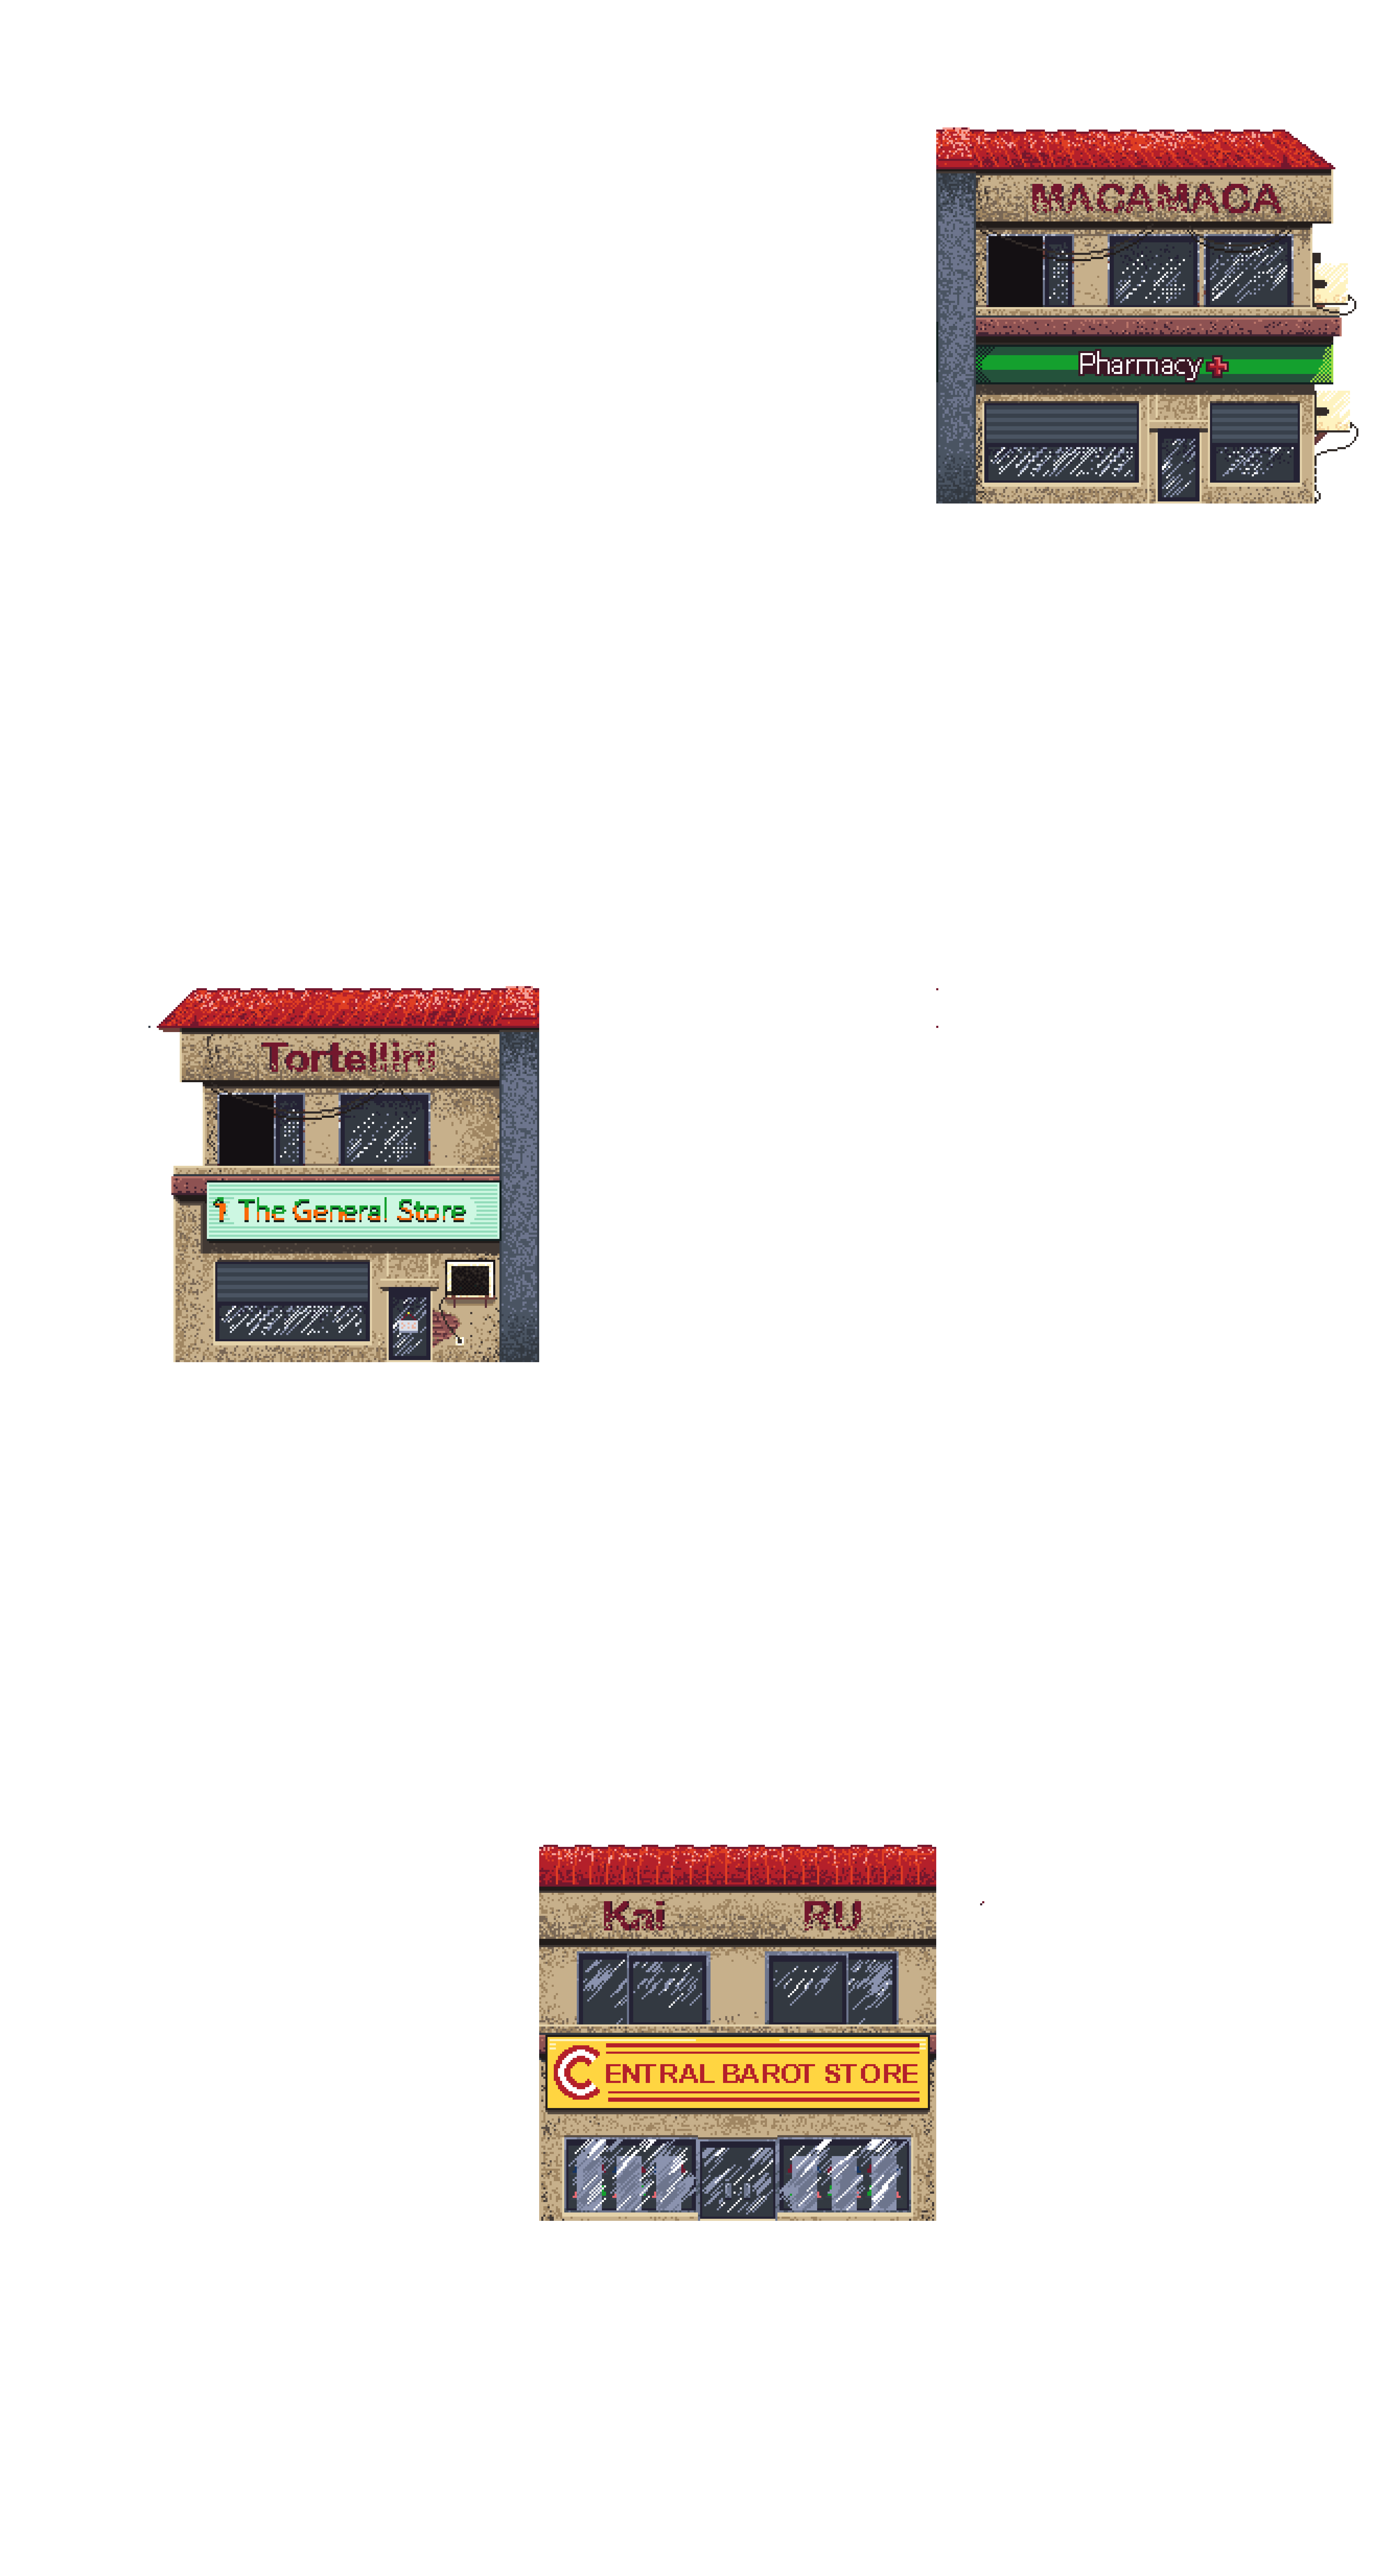 MACAMACA
Pharmacy
Tortellini
The General Store
Kai RU
CENTRAL BAROT STORE